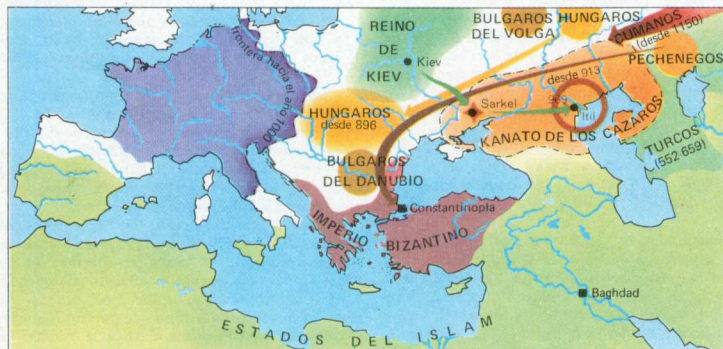 REINO
DE
KIEV
Kiev
BULGAROS
DEL VOLGA
HUNGAROS
CUMANOS
(desde 1150)
PECHENEGOS
desde 913
frontera hacia el año 1000
HUNGAROS
desde 896
Sarkel
969
Itil
KANATO DE LOS CAZAROS
TURCOS
(552-659)
BULGAROS
DEL DANUBIO
Constantinopla
IMPERIO
BIZANTINO
Baghdad
ESTADOS DEL ISLAM